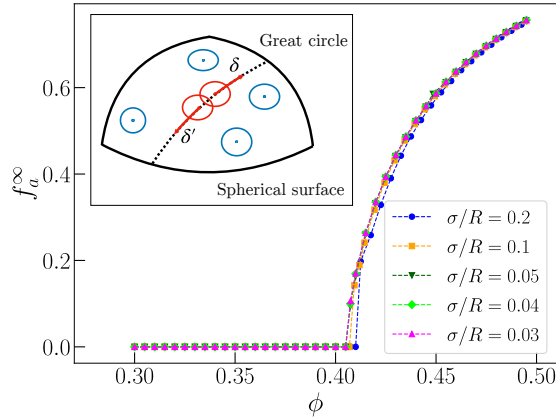 Great circle
δ
δ′
Spherical surface
f_a^∞
0.6
0.4
0.2
0.0
σ/R = 0.2
σ/R = 0.1
σ/R = 0.05
σ/R = 0.04
σ/R = 0.03
0.30 0.35 0.40 0.45 0.50
ϕ